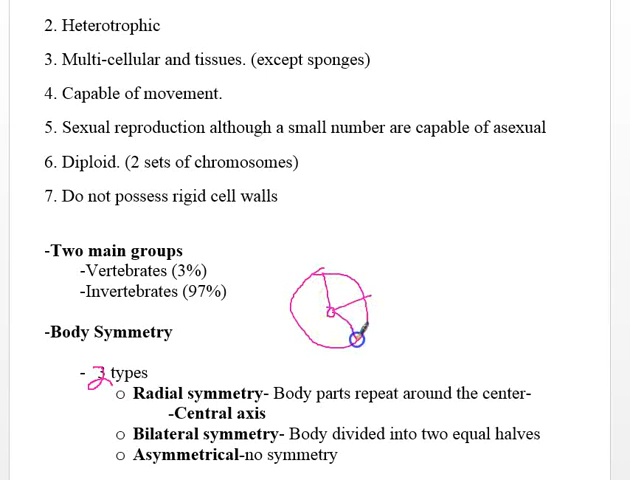 2. Heterotrophic
3. Multi-cellular and tissues. (except sponges)
4. Capable of movement.
5. Sexual reproduction although a small number are capable of asexual
6. Diploid. (2 sets of chromosomes)
7. Do not possess rigid cell walls
-Two main groups
-Vertebrates (3%)
-Invertebrates (97%)
-Body Symmetry
- 3 types
o Radial symmetry- Body parts repeat around the center-
-Central axis
o Bilateral symmetry- Body divided into two equal halves
o Asymmetrical-no symmetry